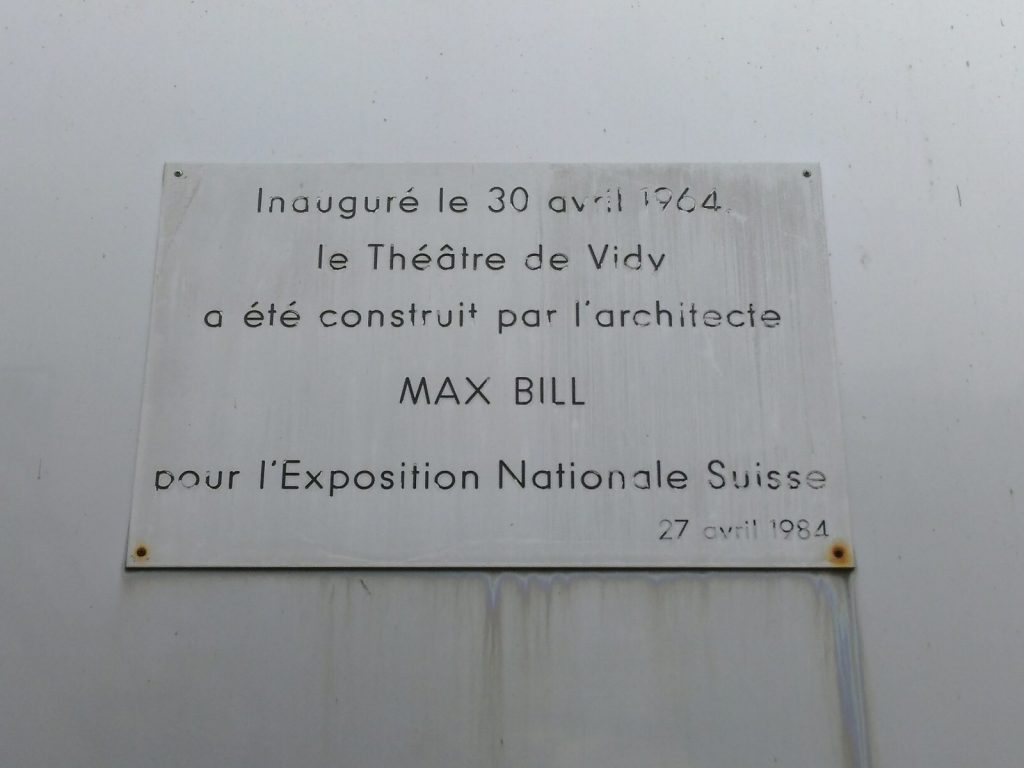 Inauguré le 30 avril 1964
le Théâtre de Vidy
a été construit par l'architecte
MAX BILL
pour l'Exposition Nationale Suisse
27 avril 1984